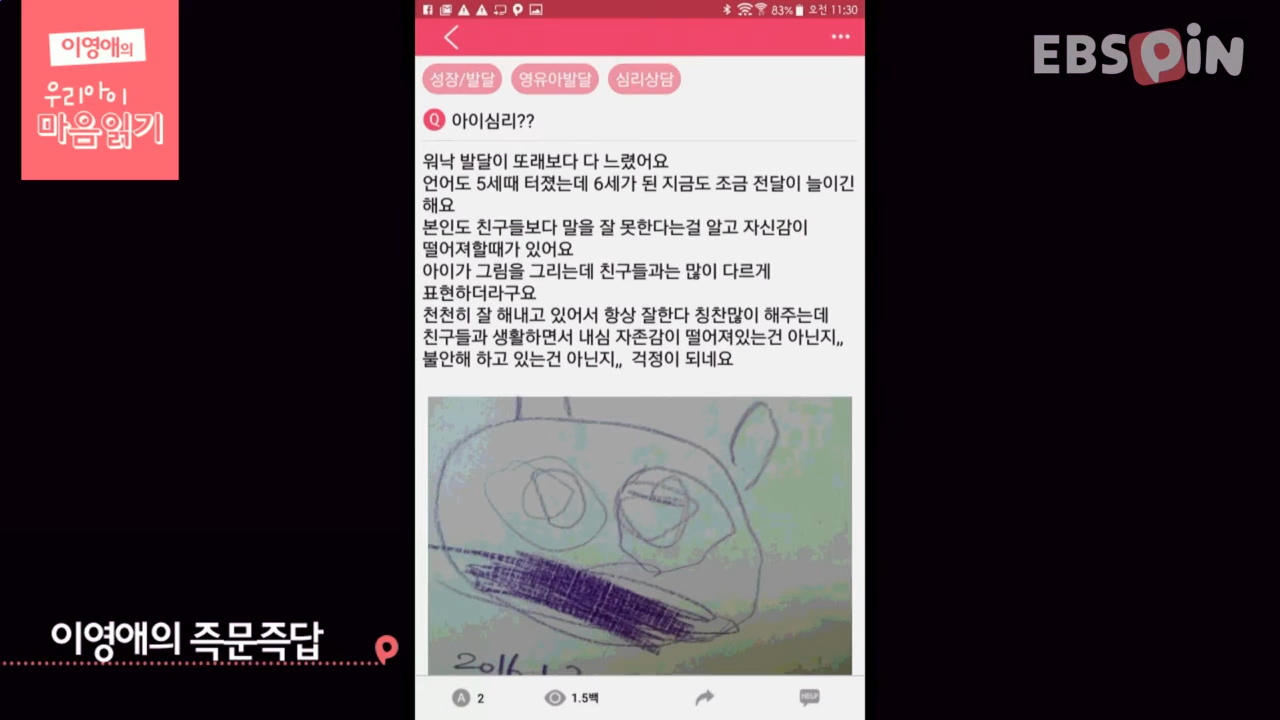 이영애의
우리아이
마음읽기
EBS PiN
83% 오전 11:30
성장/발달 영유아발달 심리상담
Q 아이심리??
워낙 발달이 또래보다 다 느렸어요
언어도 5세때 터졌는데 6세가 된 지금도 조금 전달이 늘이긴
해요
본인도 친구들보다 말을 잘 못한다는걸 알고 자신감이
떨어져할때가 있어요
아이가 그림을 그리는데 친구들과는 많이 다르게
표현하더라구요
천천히 잘 해내고 있어서 항상 잘한다 칭찬많이 해주는데
친구들과 생활하면서 내심 자존감이 떨어져있는건 아닌지,,
불안해 하고 있는건 아닌지,, 걱정이 되네요
2016
A 2 1.5백 HELP
이영애의 즉문즉답